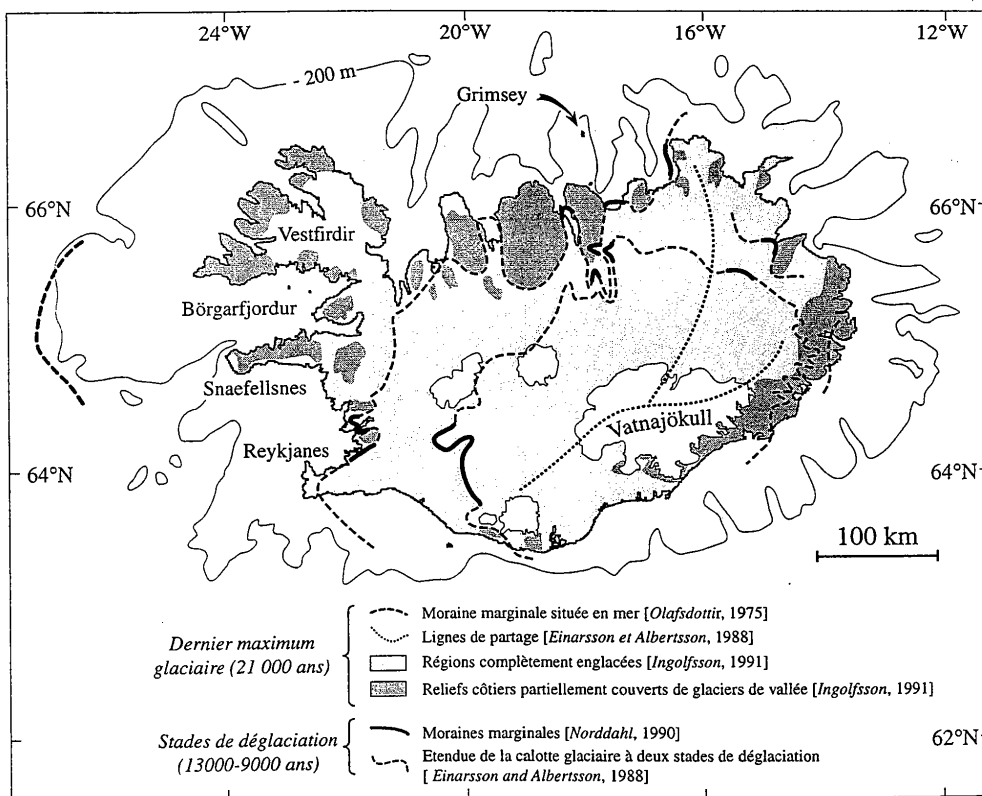 24°W 20°W 16°W 12°W
- 200 m
Grimsey
66°N 66°N
Vestfirdir
Börgarfjordur
Snaefellsnes
Vatnajökull
Reykjanes
64°N 64°N
100 km
Dernier maximum
glaciaire (21 000 ans)
Moraine marginale située en mer [Olafsdottir, 1975]
Lignes de partage [Einarsson et Albertsson, 1988]
Régions complètement englacées [Ingolfsson, 1991]
Reliefs côtiers partiellement couverts de glaciers de vallée [Ingolfsson, 1991]
Stades de déglaciation
(13000-9000 ans)
Moraines marginales [Norddahl, 1990]
Etendue de la calotte glaciaire à deux stades de déglaciation
[ Einarsson and Albertsson, 1988]
62°N